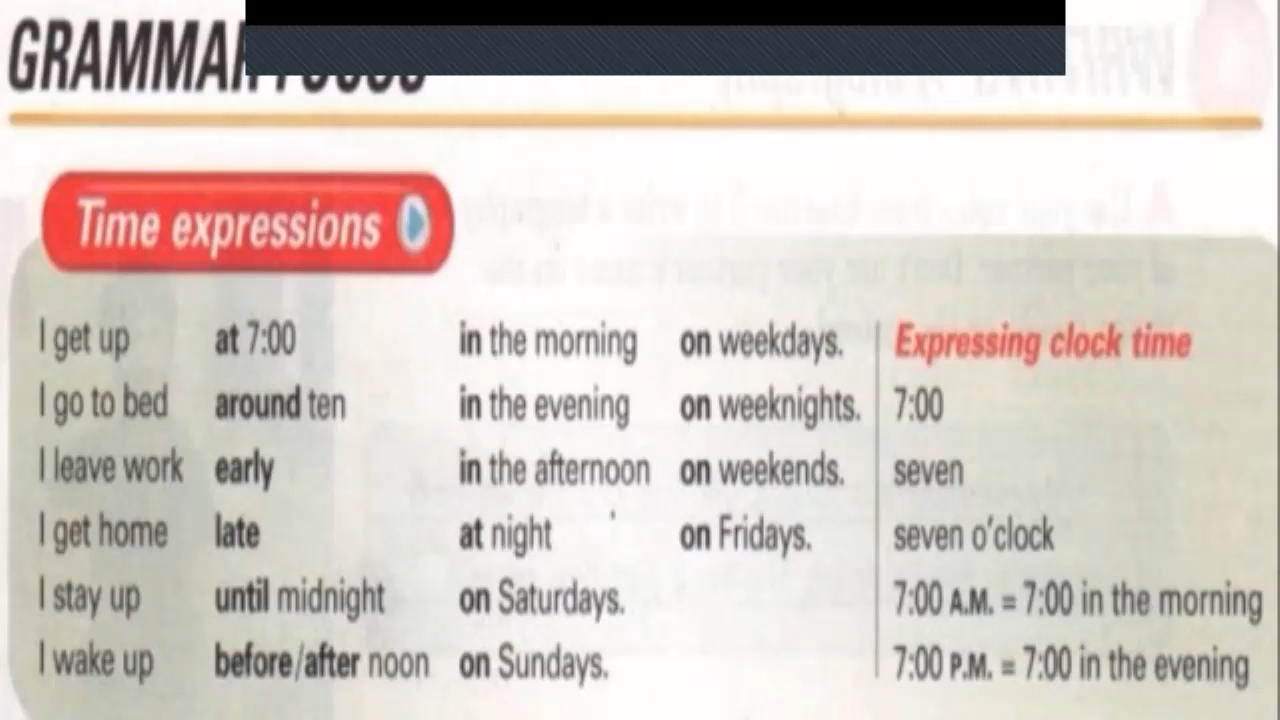 GRAMMAR FOCUS
Time expressions
I get up at 7:00 in the morning on weekdays. Expressing clock time
I go to bed around ten in the evening on weeknights. 7:00
I leave work early in the afternoon on weekends. seven
I get home late at night on Fridays. seven o'clock
I stay up until midnight on Saturdays. 7:00 A.M. = 7:00 in the morning
I wake up before/after noon on Sundays. 7:00 P.M. = 7:00 in the evening